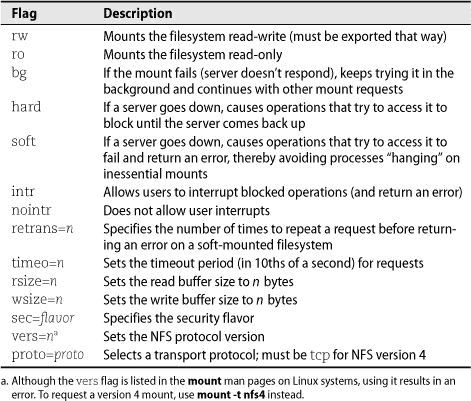 Flag Description
rw Mounts the filesystem read-write (must be exported that way)
ro Mounts the filesystem read-only
bg If the mount fails (server doesn’t respond), keeps trying it in the
background and continues with other mount requests
hard If a server goes down, causes operations that try to access it to
block until the server comes back up
soft If a server goes down, causes operations that try to access it to
fail and return an error, thereby avoiding processes “hanging” on
inessential mounts
intr Allows users to interrupt blocked operations (and return an error)
nointr Does not allow user interrupts
retrans=n Specifies the number of times to repeat a request before return-
ing an error on a soft-mounted filesystem
timeo=n Sets the timeout period (in 10ths of a second) for requests
rsize=n Sets the read buffer size to n bytes
wsize=n Sets the write buffer size to n bytes
sec=flavor Specifies the security flavor
vers=nᵃ Sets the NFS protocol version
proto=proto Selects a transport protocol; must be tcp for NFS version 4
a. Although the vers flag is listed in the mount man pages on Linux systems, using it results in an
error. To request a version 4 mount, use mount -t nfs4 instead.